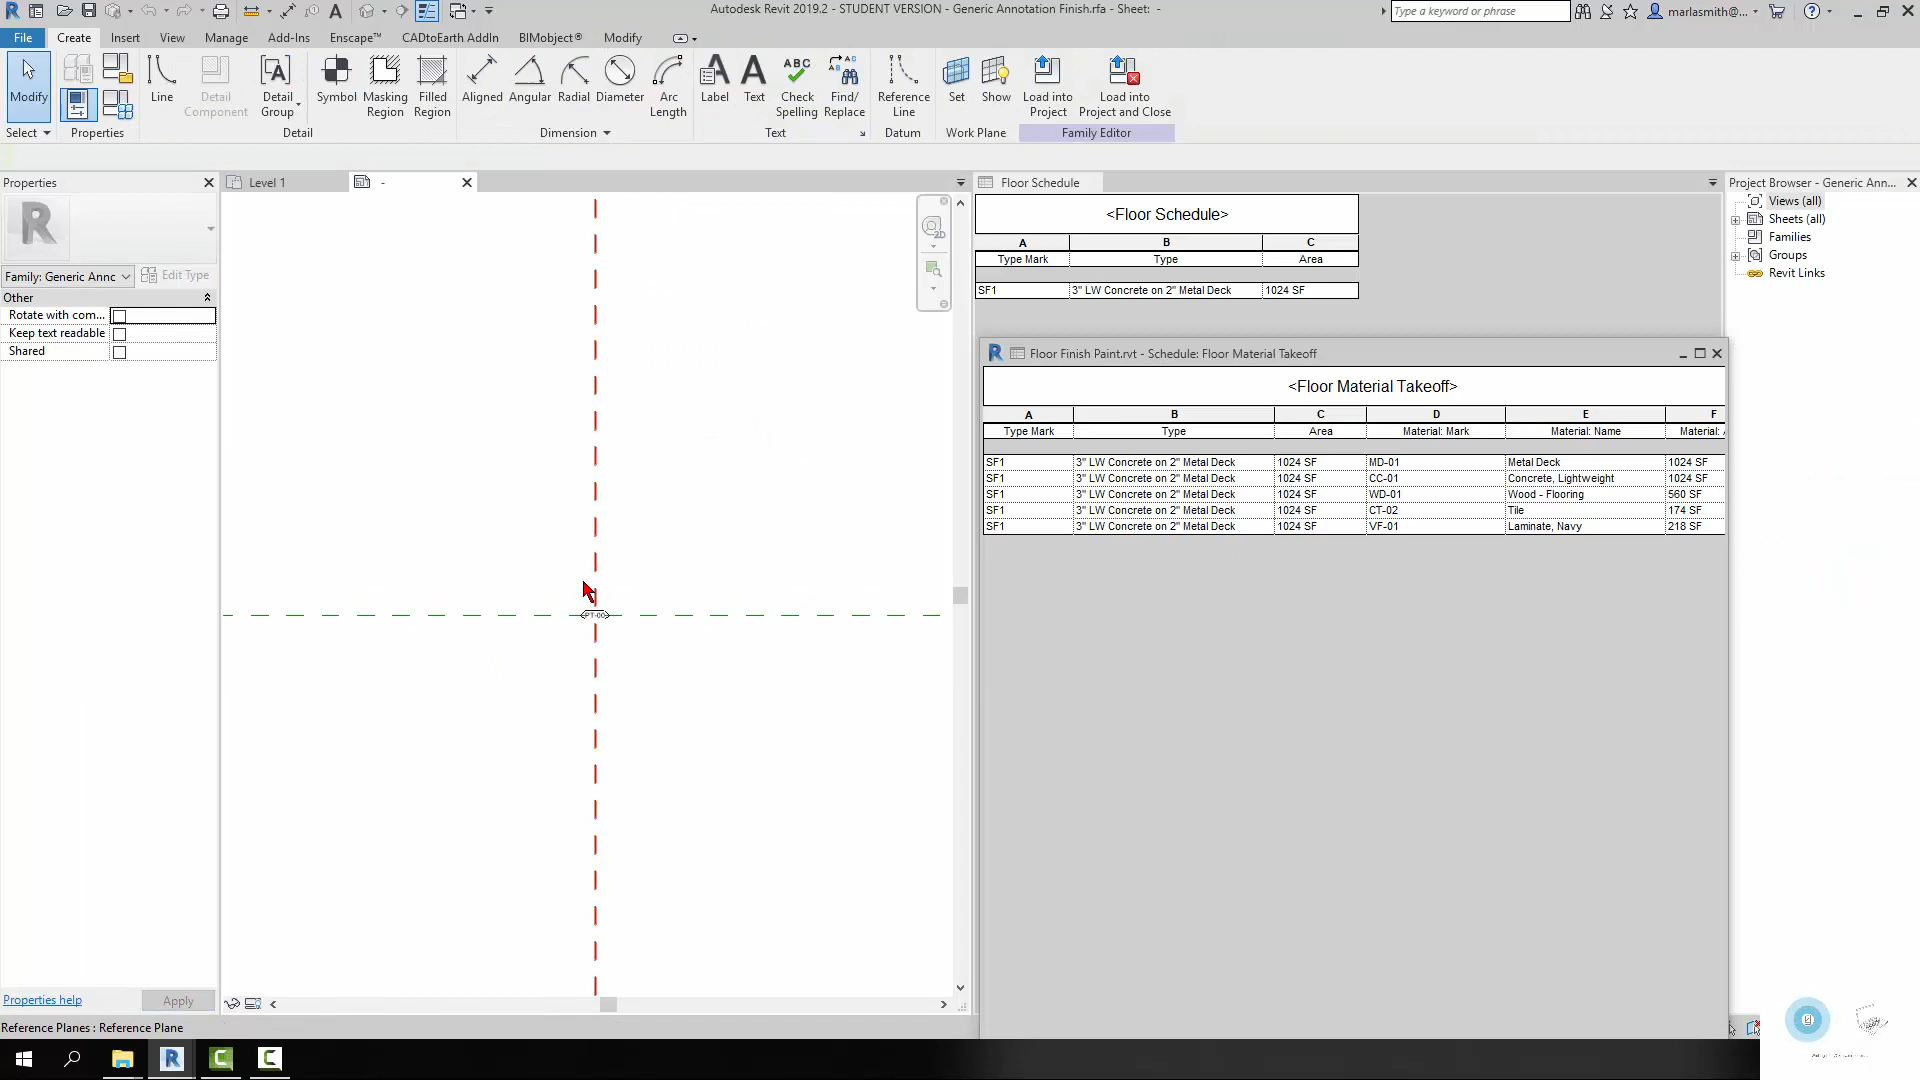 Autodesk Revit 2019.2 - STUDENT VERSION - Generic Annotation Finish.rfa - Sheet: -
Type a keyword or phrase
marlasmith@...
File Create Insert View Manage Add-Ins Enscape™ CADtoEarth AddIn BIMobject® Modify
Modify
Line
Detail Component
Detail Group
Symbol
Masking Region
Filled Region
Aligned
Angular
Radial
Diameter
Arc Length
Label
Text
ABC
Check Spelling
Find/ Replace
Reference Line
Set
Show
Load into Project
Load into Project and Close
Select Properties Detail Dimension Text Datum Work Plane Family Editor
Properties
Level 1
-
Floor Schedule
Project Browser - Generic Ann...
Family: Generic Annc
Edit Type
Other
Rotate with com...
Keep text readable
Shared
<Floor Schedule>
A B C
Type Mark Type Area
SF1 3" LW Concrete on 2" Metal Deck 1024 SF
Views (all)
Sheets (all)
Families
Groups
Revit Links
Floor Finish Paint.rvt - Schedule: Floor Material Takeoff
<Floor Material Takeoff>
A B C D E F
Type Mark Type Area Material: Mark Material: Name Material:
SF1 3" LW Concrete on 2" Metal Deck 1024 SF MD-01 Metal Deck 1024 SF
SF1 3" LW Concrete on 2" Metal Deck 1024 SF CC-01 Concrete, Lightweight 1024 SF
SF1 3" LW Concrete on 2" Metal Deck 1024 SF WD-01 Wood - Flooring 560 SF
SF1 3" LW Concrete on 2" Metal Deck 1024 SF CT-02 Tile 174 SF
SF1 3" LW Concrete on 2" Metal Deck 1024 SF VF-01 Laminate, Navy 218 SF
PT-00
Properties help
Apply
Reference Planes : Reference Plane